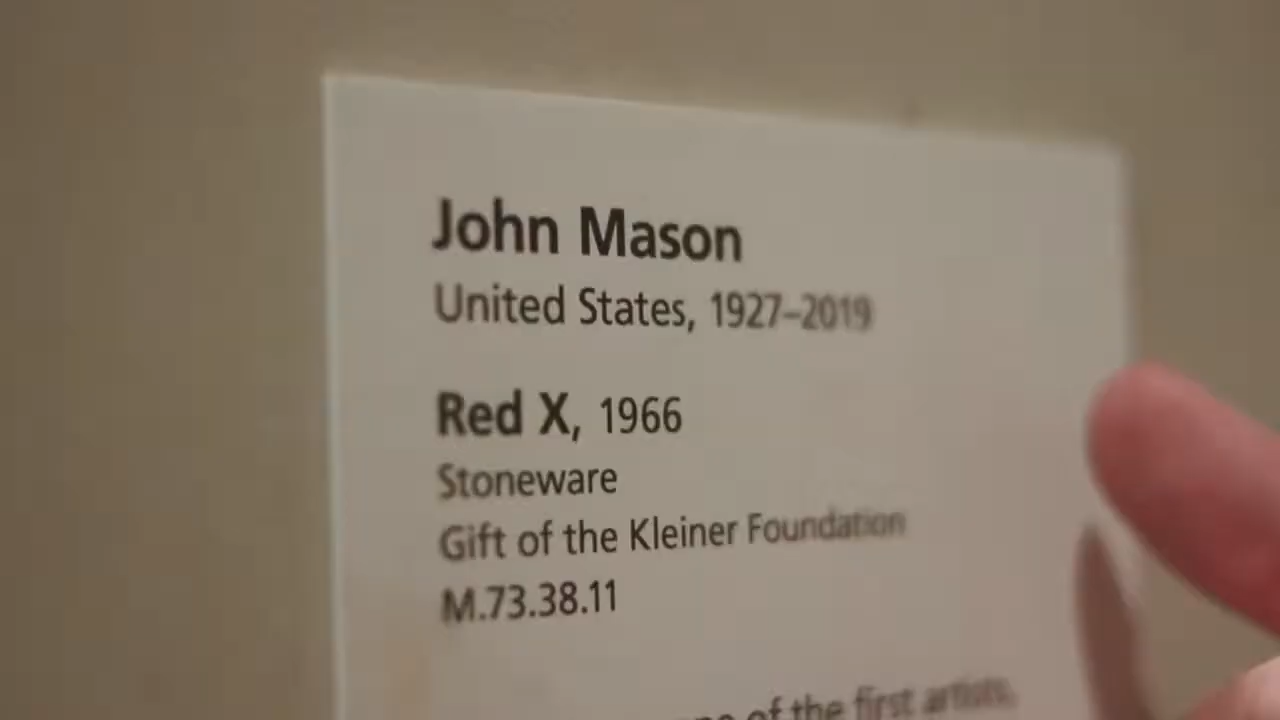 John Mason
United States, 1927–2019
Red X, 1966
Stoneware
Gift of the Kleiner Foundation
M.73.38.11
of the first artists,